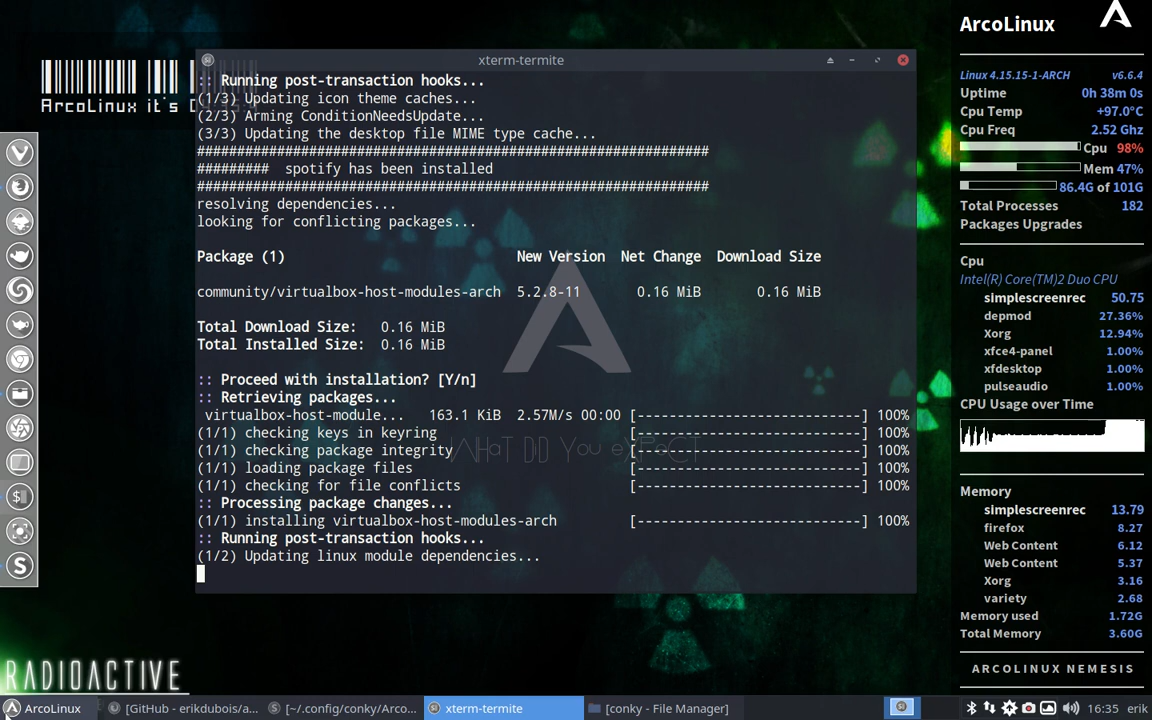 ArcoLinux it's
RADIOACTIVE
xterm-termite
:: Running post-transaction hooks...
(1/3) Updating icon theme caches...
(2/3) Arming ConditionNeedsUpdate...
(3/3) Updating the desktop file MIME type cache...
################################################################
#########  spotify has been installed
################################################################
resolving dependencies...
looking for conflicting packages...
Package (1) New Version Net Change Download Size
community/virtualbox-host-modules-arch 5.2.8-11 0.16 MiB 0.16 MiB
Total Download Size: 0.16 MiB
Total Installed Size: 0.16 MiB
:: Proceed with installation? [Y/n]
:: Retrieving packages...
virtualbox-host-module... 163.1 KiB 2.57M/s 00:00 [----------------------------] 100%
(1/1) checking keys in keyring [----------------------------] 100%
(1/1) checking package integrity [----------------------------] 100%
(1/1) loading package files [----------------------------] 100%
(1/1) checking for file conflicts [----------------------------] 100%
:: Processing package changes...
(1/1) installing virtualbox-host-modules-arch [----------------------------] 100%
:: Running post-transaction hooks...
(1/2) Updating linux module dependencies...
WHaT DID You eXPeCT
ArcoLinux
Linux 4.15.15-1-ARCH v6.6.4
Uptime 0h 38m 0s
Cpu Temp +97.0°C
Cpu Freq 2.52 Ghz
Cpu 98%
Mem 47%
86.4G of 101G
Total Processes 182
Packages Upgrades
Cpu
Intel(R) Core(TM)2 Duo CPU
simplescreenrec 50.75
depmod 27.36%
Xorg 12.94%
xfce4-panel 1.00%
xfdesktop 1.00%
pulseaudio 1.00%
CPU Usage over Time
Memory
simplescreenrec 13.79
firefox 8.27
Web Content 6.12
Web Content 5.37
Xorg 3.16
variety 2.68
Memory used 1.72G
Total Memory 3.60G
ARCOLINUX NEMESIS
ArcoLinux [GitHub - erikdubois/a... [~/.config/conky/Arco... xterm-termite [conky - File Manager] 16:35 erik